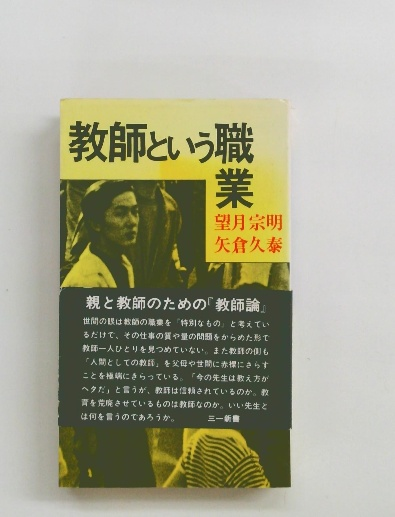 教師という職業
望月宗明
矢倉久泰
親と教師のための『教師論』
世間の眼は教師の職業を「特別なもの」と考えてい
るだけで、その仕事の質や量の問題をからめた形で
教師一人ひとりを見つめていない。また教師の側も
「人間としての教師」を父母や世間に赤裸にさらす
ことを極端にきらっている。「今の先生は教え方が
ヘタだ」と言うが、教師は信頼されているのか。教
育を荒廃させているものは教師なのか。いい先生と
は何を言うのであろうか。 三一新書